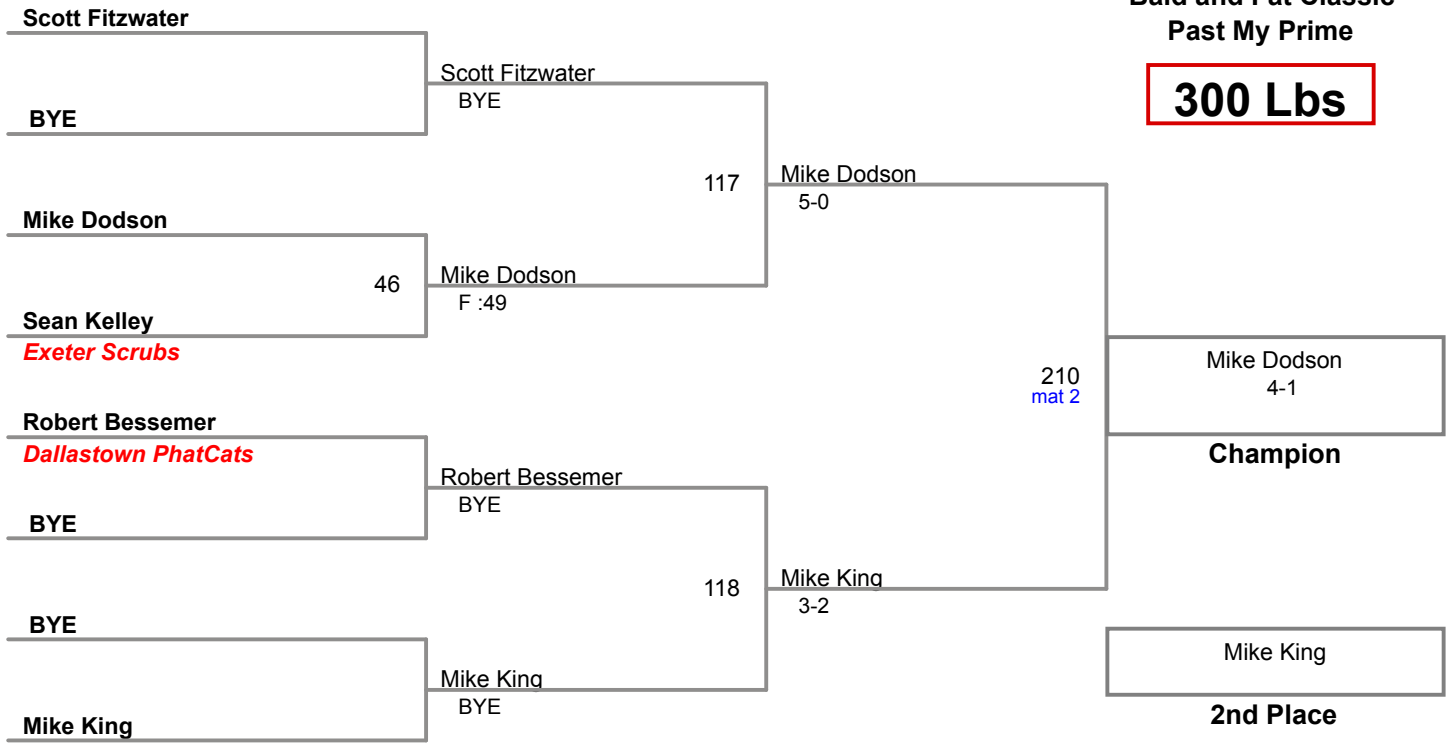 Past My Prime
300 Lbs
Scott Fitzwater
BYE
Mike Dodson
Sean Kelley
Exeter Scrubs
Robert Bessemer
Dallastown PhatCats
BYE
BYE
Mike King
Scott Fitzwater
BYE
46
Mike Dodson
F :49
Robert Bessemer
BYE
Mike King
BYE
117
Mike Dodson
5-0
118
Mike King
3-2
210
mat 2
Mike Dodson
4-1
Champion
Mike King
2nd Place